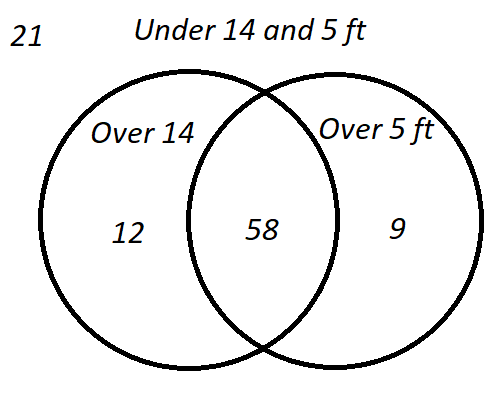 21 Under 14 and 5 ft
Over 14 Over 5 ft
12 58 9